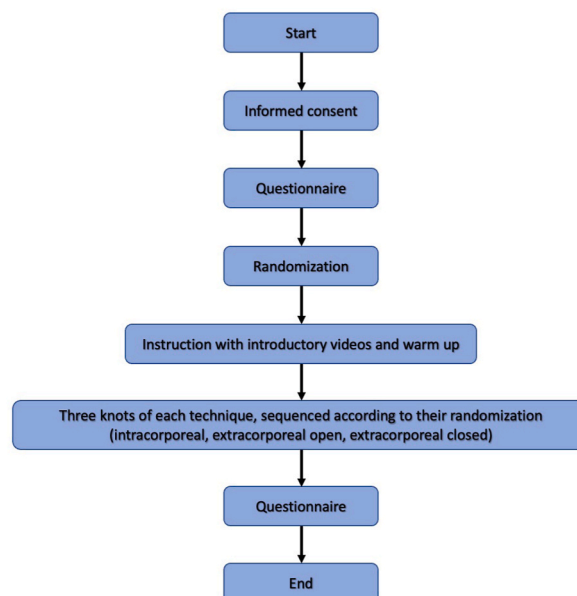 Start
Informed consent
Questionnaire
Randomization
Instruction with introductory videos and warm up
Three knots of each technique, sequenced according to their randomization
(intracorporeal, extracorporeal open, extracorporeal closed)
Questionnaire
End